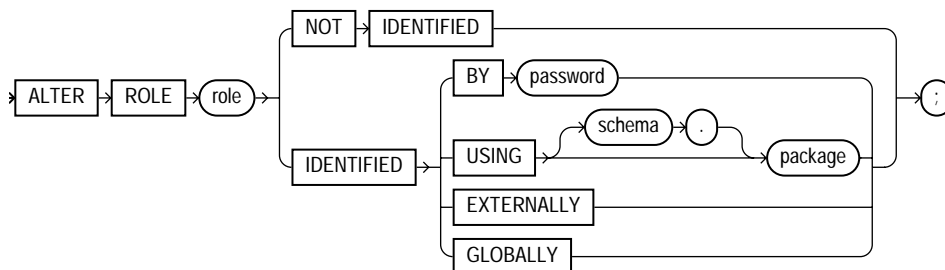 NOT IDENTIFIED
BY password
ALTER ROLE role ;
schema .
IDENTIFIED USING package
EXTERNALLY
GLOBALLY